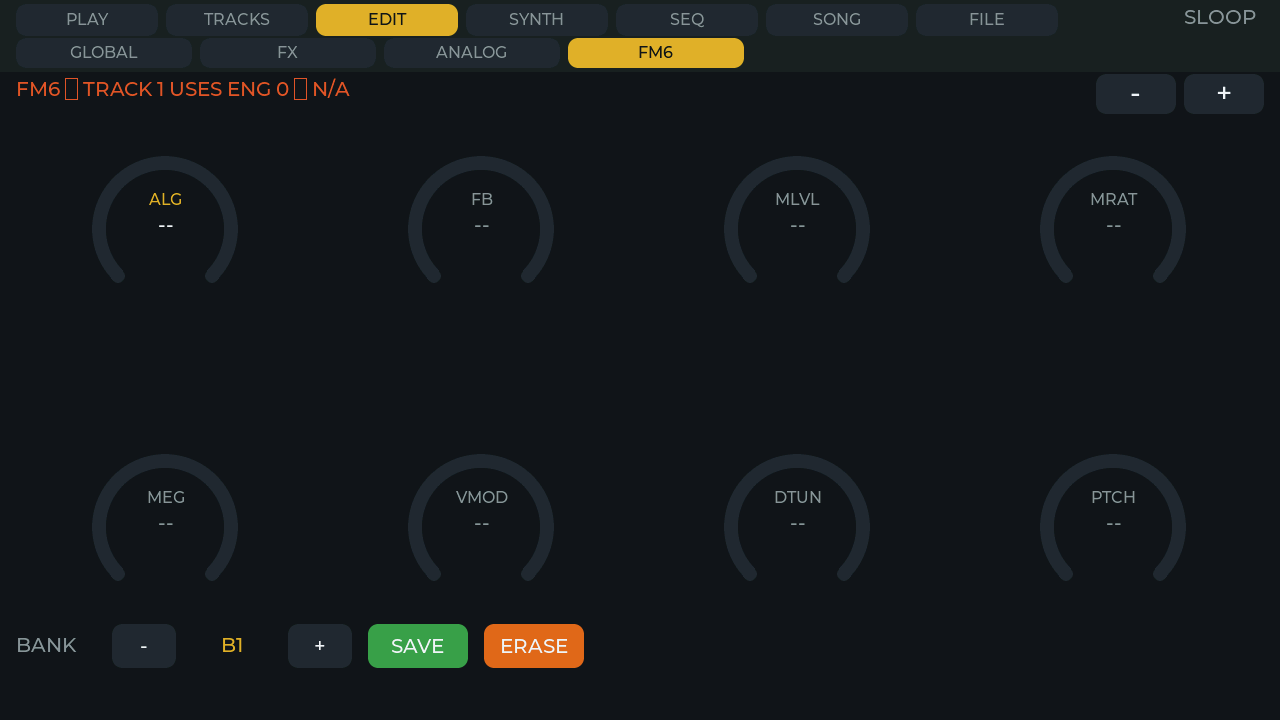 PLAY TRACKS EDIT SYNTH SEQ SONG FILE SLOOP
GLOBAL FX ANALOG FM6
FM6 □ TRACK 1 USES ENG 0 □ N/A - +
ALG FB MLVL MRAT
-- -- -- --
MEG VMOD DTUN PTCH
-- -- -- --
BANK - B1 + SAVE ERASE